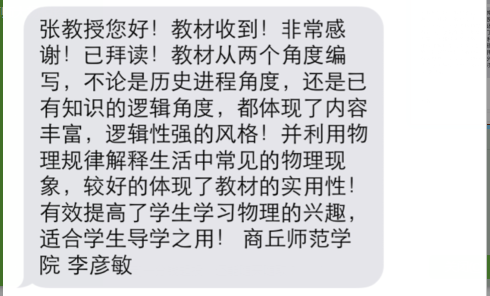 张教授您好！教材收到！非常感
谢！已拜读！教材从两个角度编
写，不论是历史进程角度，还是已
有知识的逻辑角度，都体现了内容
丰富，逻辑性强的风格！并利用物
理规律解释生活中常见的物理现
象，较好的体现了教材的实用性！
有效提高了学生学习物理的兴趣，
适合学生导学之用！ 商丘师范学
院 李彦敏